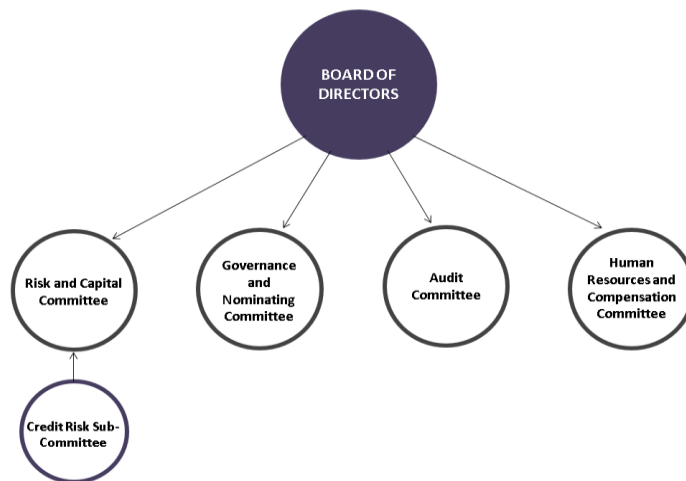 BOARD OF
DIRECTORS
Risk and Capital
Committee
Governance
and
Nominating
Committee
Audit
Committee
Human
Resources and
Compensation
Committee
Credit Risk Sub-
Committee